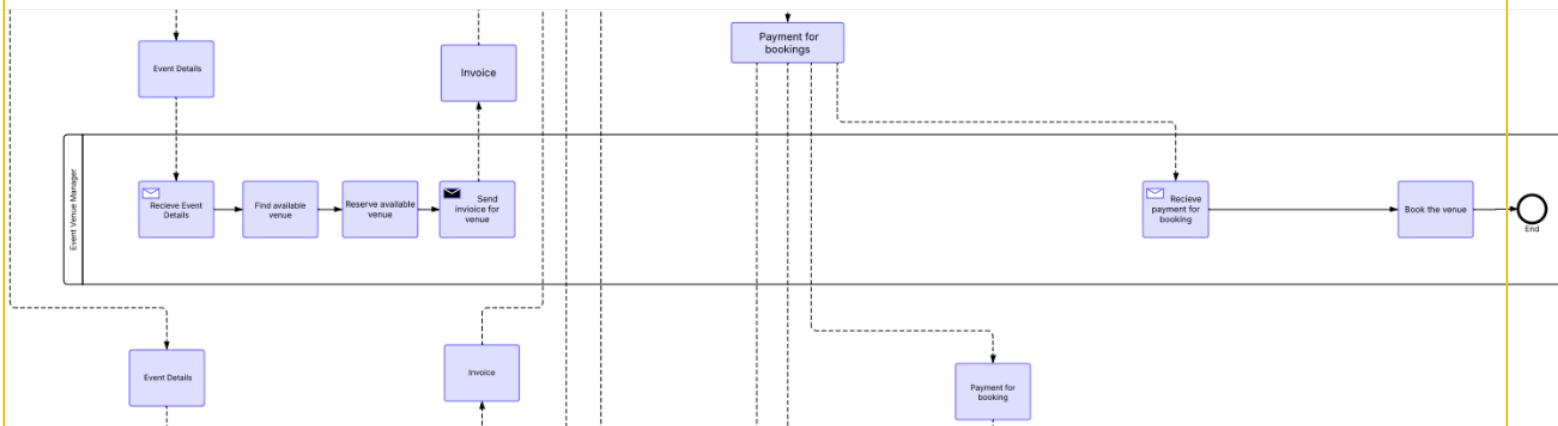 Payment for
bookings
Event Details
Invoice
Event Venue Manager
Recieve Event
Details
Find available
venue
Reserve available
venue
Send
invioice for
venue
Recieve
payment for
booking
Book the venue
End
Event Details
Invoice
Payment for
booking